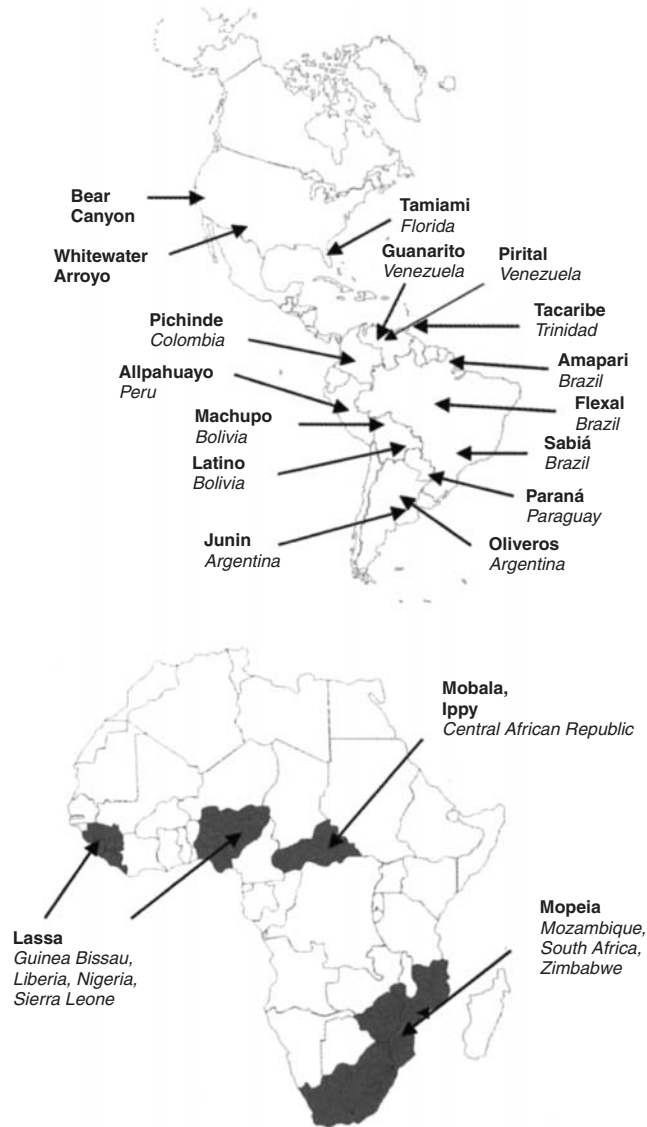 Bear
Canyon
Whitewater
Arroyo
Tamiami
Florida
Guanarito
Venezuela
Pirital
Venezuela
Pichinde
Colombia
Tacaribe
Trinidad
Allpahuayo
Peru
Amapari
Brazil
Machupo
Bolivia
Flexal
Brazil
Latino
Bolivia
Sabiá
Brazil
Paraná
Paraguay
Junin
Argentina
Oliveros
Argentina
Mobala,
Ippy
Central African Republic
Lassa
Guinea Bissau,
Liberia, Nigeria,
Sierra Leone
Mopeia
Mozambique,
South Africa,
Zimbabwe